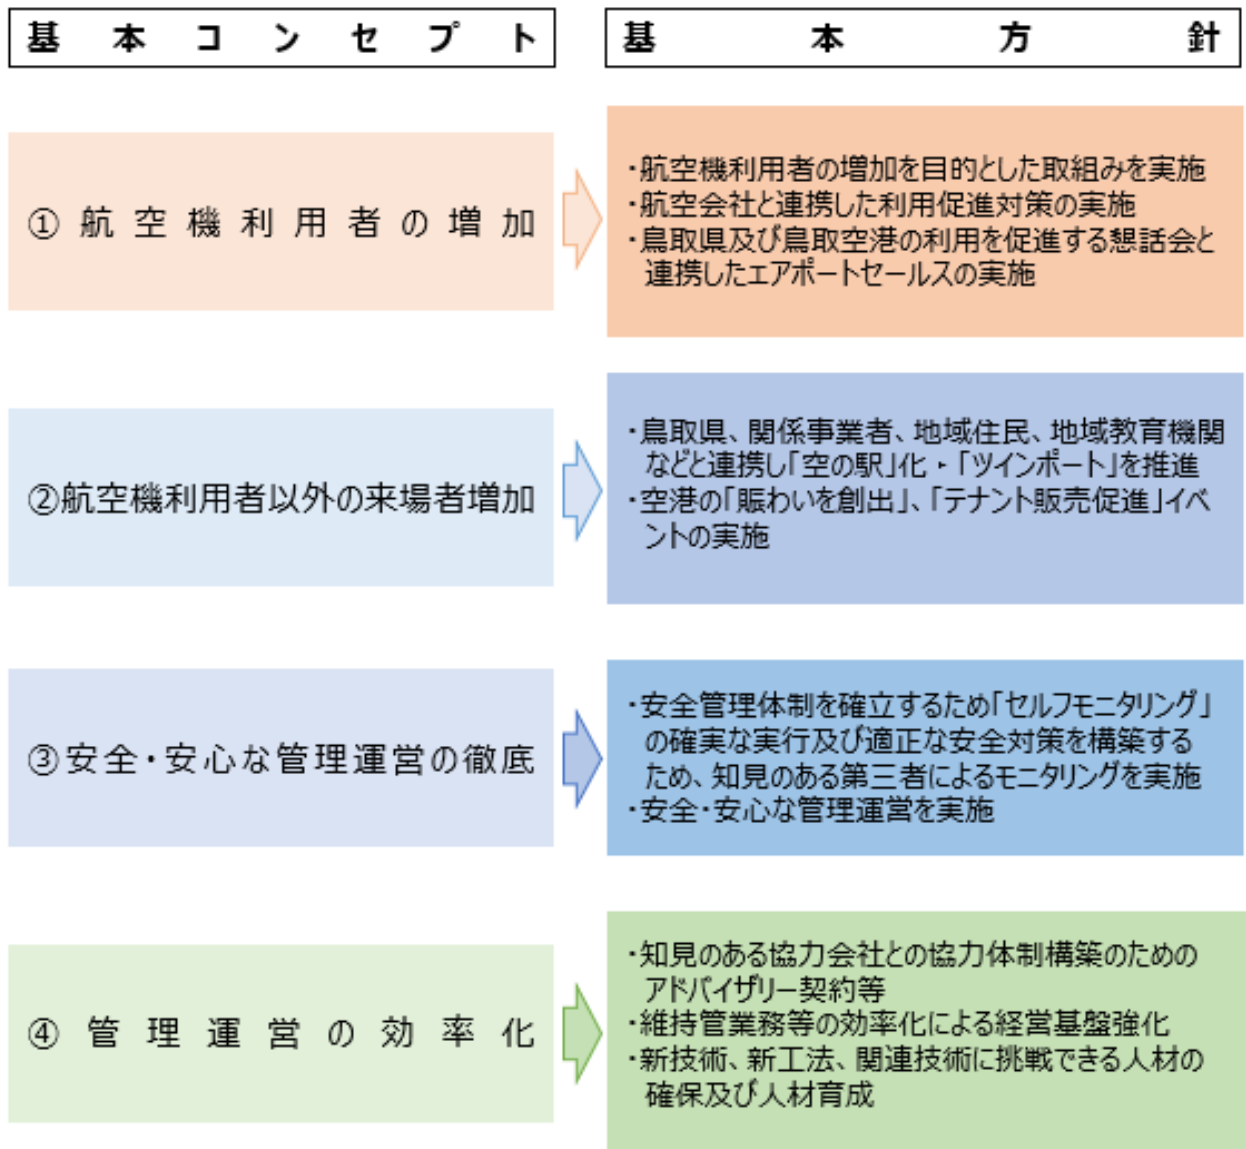 基本コンセプト
基本方針
①航空機利用者の増加
・航空機利用者の増加を目的とした取組みを実施
・航空会社と連携した利用促進対策の実施
・鳥取県及び鳥取空港の利用を促進する懇話会と
連携したエアポートセールスの実施
②航空機利用者以外の来場者増加
・鳥取県、関係事業者、地域住民、地域教育機関
などと連携し「空の駅」化・「ツインポート」を推進
・空港の「賑わいを創出」、「テナント販売促進」イベ
ントの実施
③安全・安心な管理運営の徹底
・安全管理体制を確立するため「セルフモニタリング」
の確実な実行及び適正な安全対策を構築する
ため、知見のある第三者によるモニタリングを実施
・安全・安心な管理運営を実施
④管理運営の効率化
・知見のある協力会社との協力体制構築のための
アドバイザリー契約等
・維持管業務等の効率化による経営基盤強化
・新技術、新工法、関連技術に挑戦できる人材の
確保及び人材育成